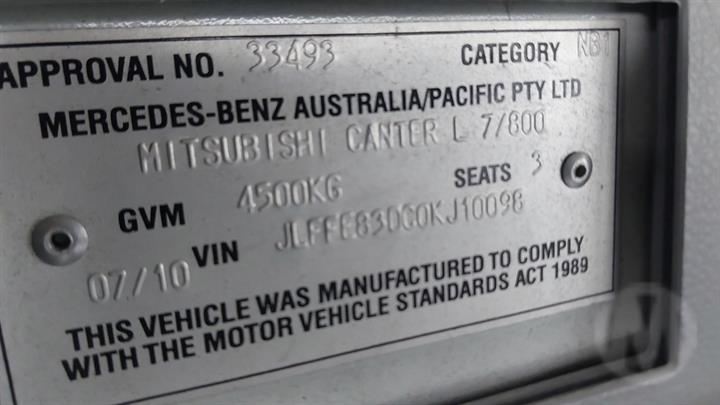 APPROVAL NO. 33493 CATEGORY NB1
MERCEDES-BENZ AUSTRALIA/PACIFIC PTY LTD
MITSUBISHI CANTER L 7/800
GVM 4500KG SEATS 3
07/10 VIN JLFFE83DG0KJ10098
THIS VEHICLE WAS MANUFACTURED TO COMPLY
WITH THE MOTOR VEHICLE STANDARDS ACT 1989